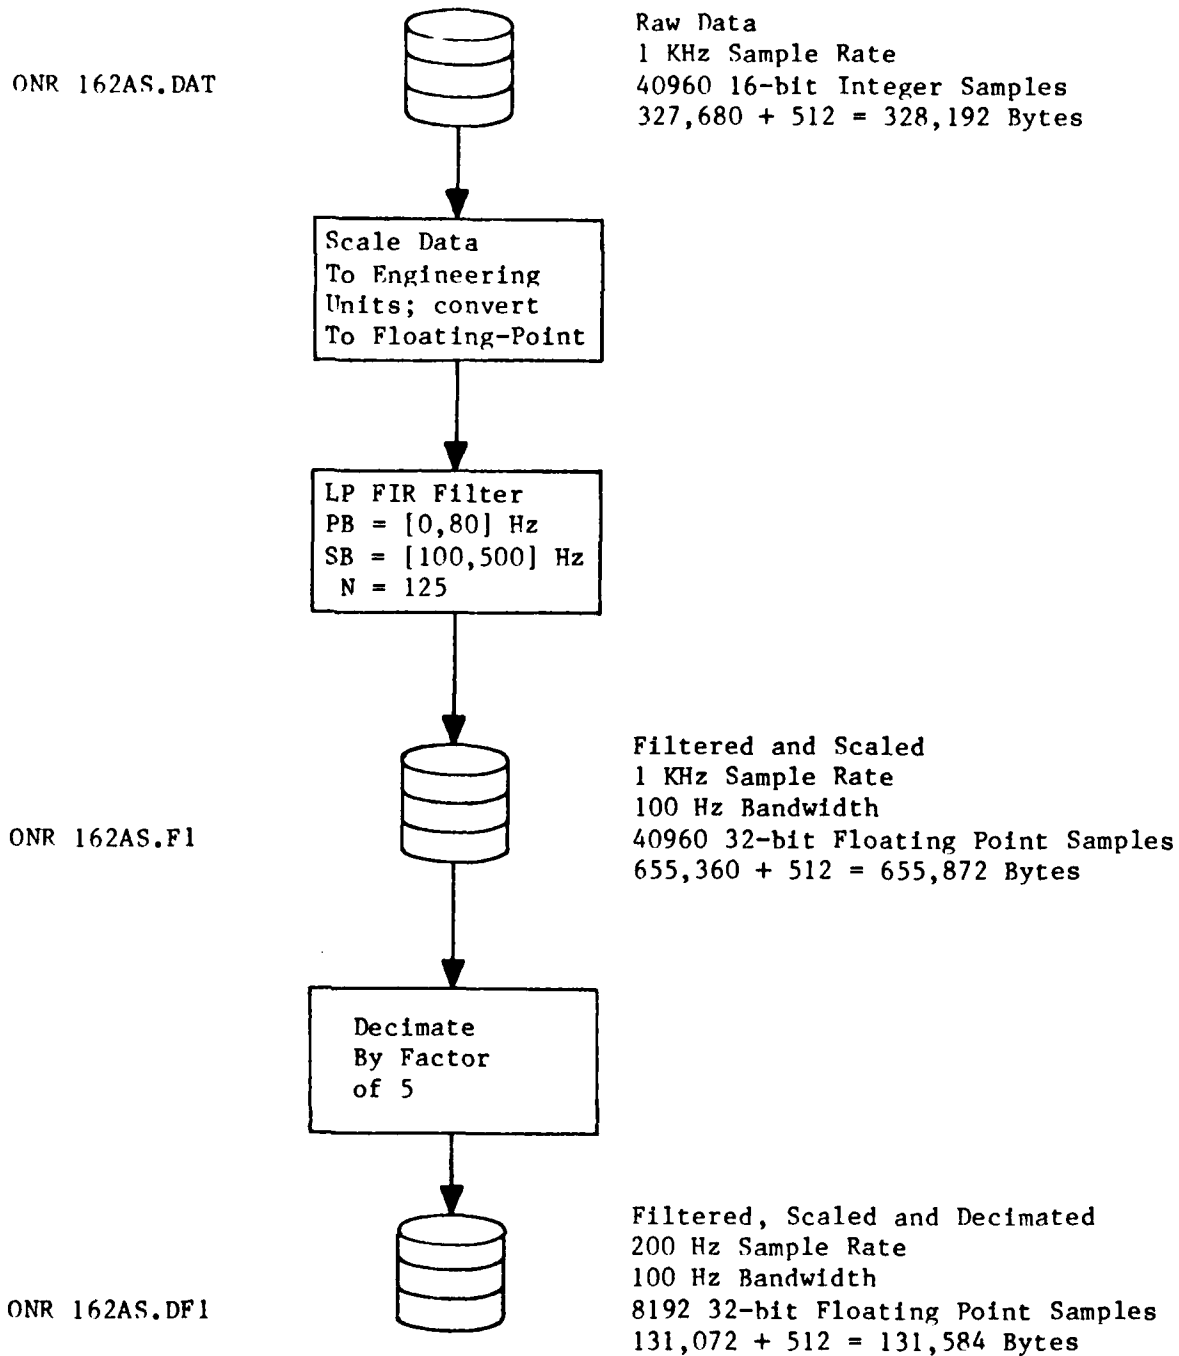 Raw Data
1 KHz Sample Rate
ONR 162AS.DAT
40960 16-bit Integer Samples
327,680 + 512 = 328,192 Bytes
Scale Data
To Engineering
Units; convert
To Floating-Point
LP FIR Filter
PB = [0,80] Hz
SB = [100,500] Hz
N = 125
Filtered and Scaled
1 KHz Sample Rate
100 Hz Bandwidth
ONR 162AS.F1
40960 32-bit Floating Point Samples
655,360 + 512 = 655,872 Bytes
Decimate
By Factor
of 5
Filtered, Scaled and Decimated
200 Hz Sample Rate
100 Hz Bandwidth
ONR 162AS.DF1
8192 32-bit Floating Point Samples
131,072 + 512 = 131,584 Bytes